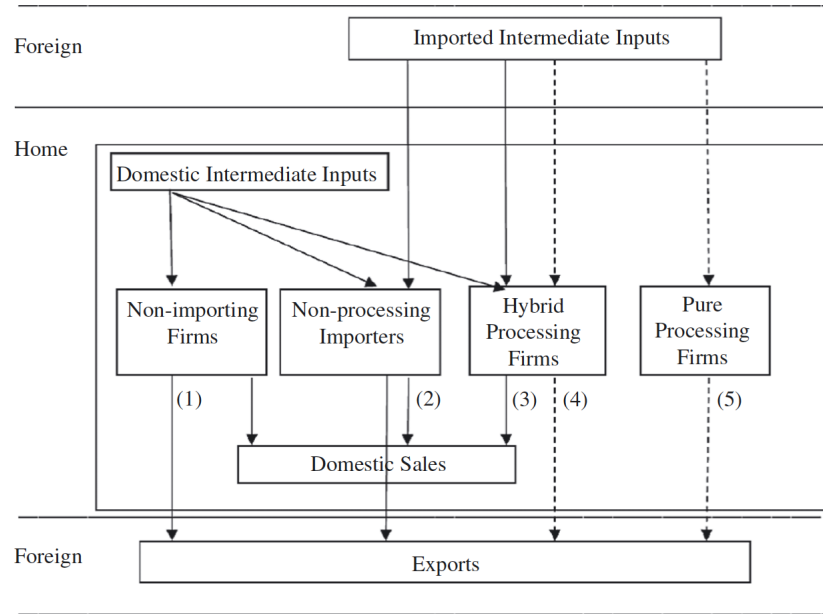 Foreign
Imported Intermediate Inputs
Home
Domestic Intermediate Inputs
Non-importing
Firms
Non-processing
Importers
Hybrid
Processing
Firms
Pure
Processing
Firms
(1)
(2)
(3)
(4)
(5)
Domestic Sales
Foreign
Exports